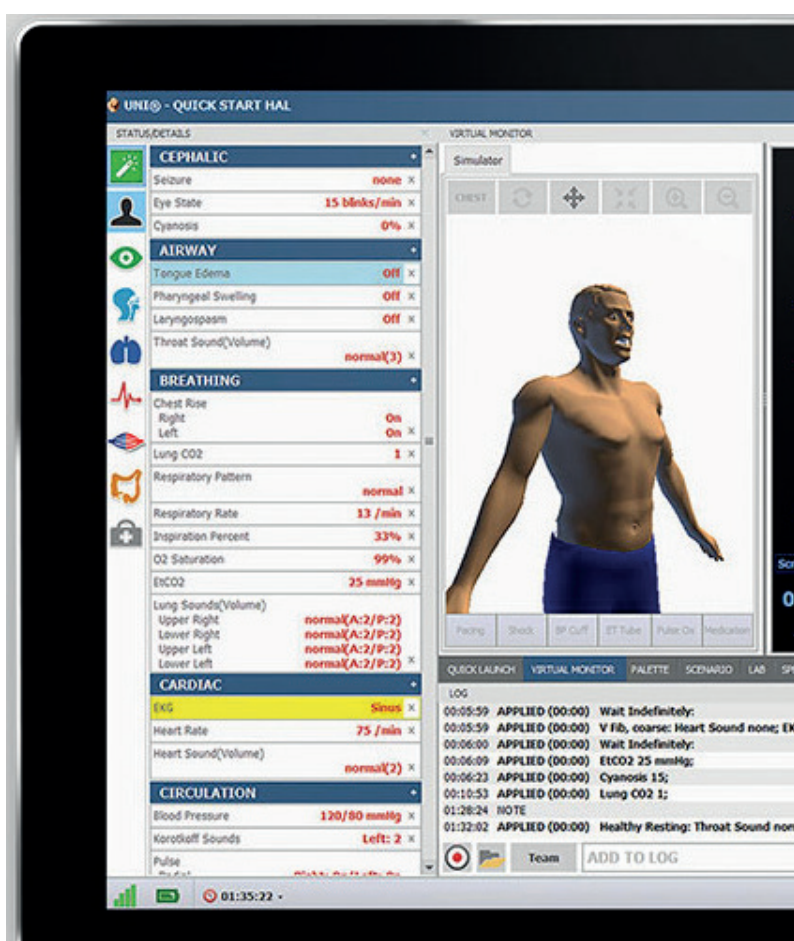 UNI® - QUICK START HAL
STATUS/DETAILS
CEPHALIC +
Seizure none ×
Eye State 15 blinks/min ×
Cyanosis 0% ×
AIRWAY +
Tongue Edema Off ×
Pharyngeal Swelling Off ×
Laryngospasm Off ×
Throat Sound(Volume)
normal(3) ×
BREATHING +
Chest Rise
Right On
Left On ×
Lung CO2 1 ×
Respiratory Pattern
normal ×
Respiratory Rate 13 /min ×
Inspiration Percent 33% ×
O2 Saturation 99% ×
EtCO2 25 mmHg ×
Lung Sounds(Volume)
Upper Right normal(A:2/P:2)
Lower Right normal(A:2/P:2)
Upper Left normal(A:2/P:2)
Lower Left normal(A:2/P:2) ×
CARDIAC +
EKG Sinus ×
Heart Rate 75 /min ×
Heart Sound(Volume)
normal(2) ×
CIRCULATION +
Blood Pressure 120/80 mmHg ×
Korotkoff Sounds Left: 2 ×
Pulse
VIRTUAL MONITOR
Simulator
CHEST
Pacing Shock BP Cuff ET Tube Pulse Ox Medication
Scr
0
QUICK LAUNCH VIRTUAL MONITOR PALETTE SCENARIO LAB SP
LOG
00:05:59 APPLIED (00:00) Wait Indefinitely:
00:05:59 APPLIED (00:00) V Fib, coarse: Heart Sound none; EK
00:06:00 APPLIED (00:00) Wait Indefinitely:
00:06:09 APPLIED (00:00) EtCO2 25 mmHg;
00:06:23 APPLIED (00:00) Cyanosis 15;
00:10:53 APPLIED (00:00) Lung CO2 1;
01:28:24 NOTE
01:32:02 APPLIED (00:00) Healthy Resting: Throat Sound nor
Team ADD TO LOG
01:35:22